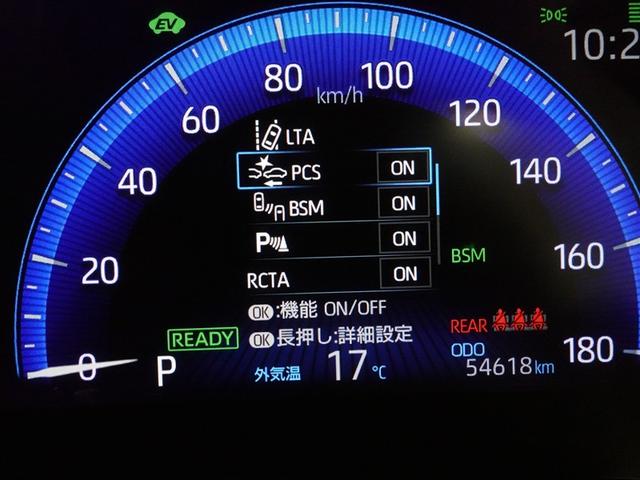 EV
10:2
km/h
0
20
40
60
80
100
120
140
160
180
LTA
PCS ON
BSM ON
P ON
RCTA ON
OK:機能 ON/OFF
OK 長押し:詳細設定
BSM
READY
P
外気温 17℃
REAR
ODO
54618 km